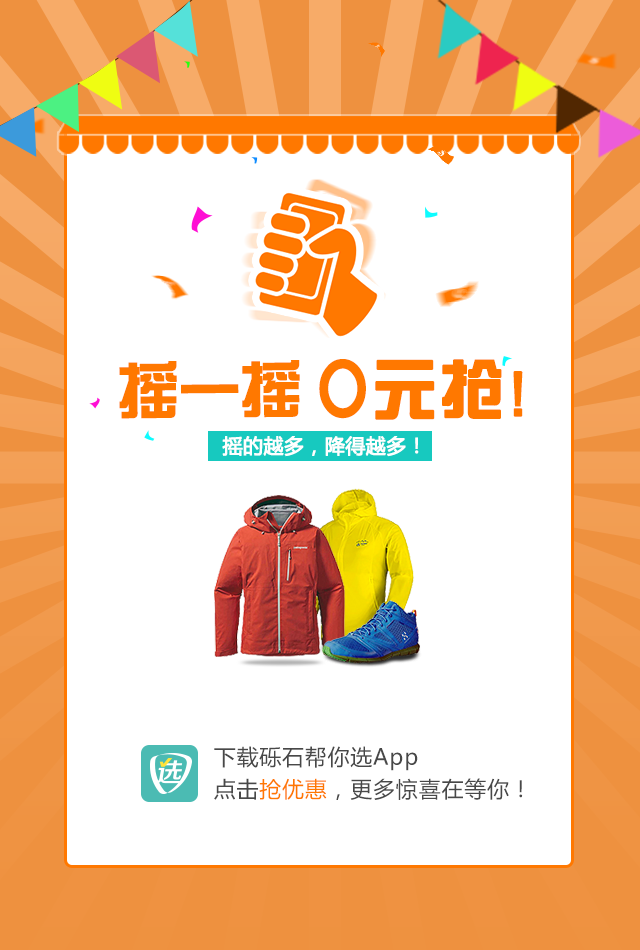 摇一摇 0元抢!
摇的越多，降得越多！
选
下载砾石帮你选App
点击抢优惠，更多惊喜在等你！